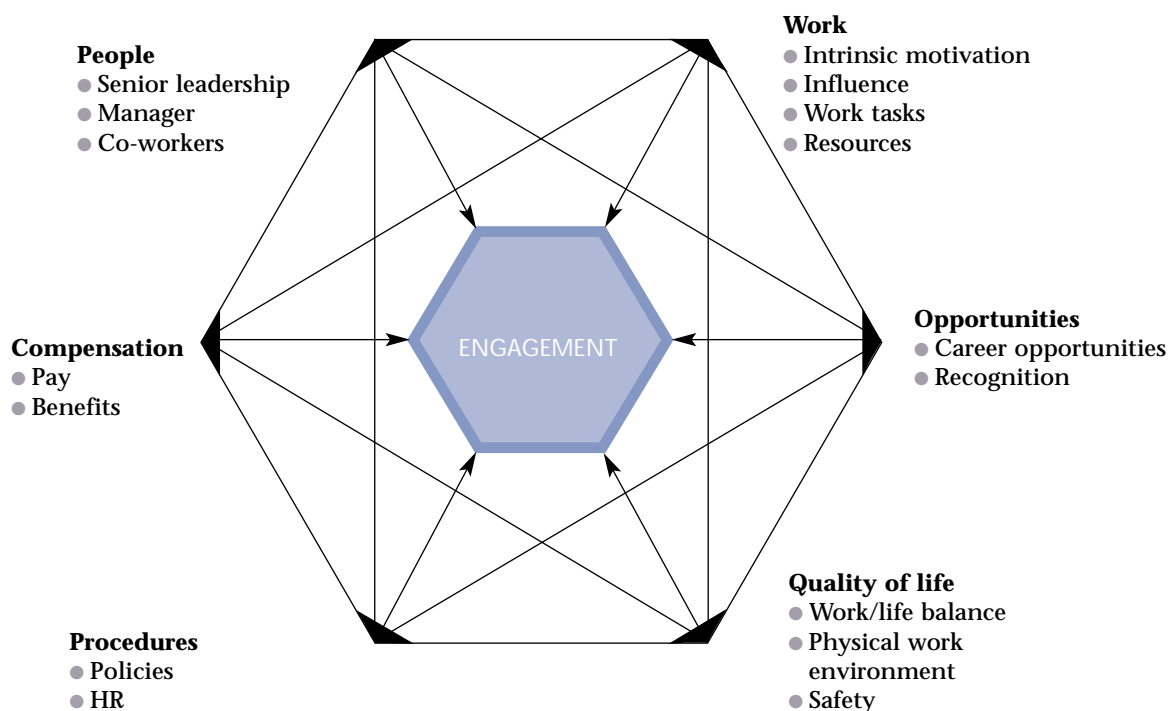 People
● Senior leadership
● Manager
● Co-workers
Work
● Intrinsic motivation
● Influence
● Work tasks
● Resources
Compensation
● Pay
● Benefits
ENGAGEMENT
Opportunities
● Career opportunities
● Recognition
Procedures
● Policies
● HR
Quality of life
● Work/life balance
● Physical work
environment
● Safety